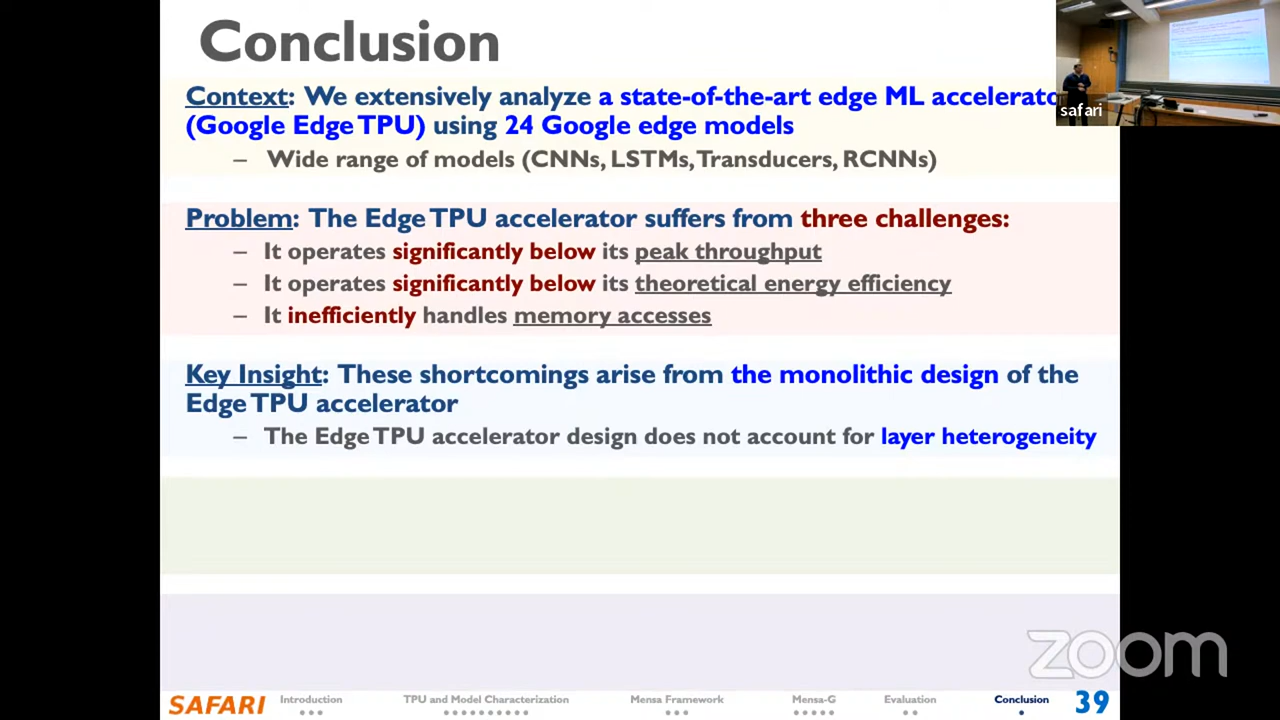 Conclusion
Context: We extensively analyze a state-of-the-art edge ML accelerato
(Google Edge TPU) using 24 Google edge models
– Wide range of models (CNNs, LSTMs, Transducers, RCNNs)
Problem: The Edge TPU accelerator suffers from three challenges:
– It operates significantly below its peak throughput
– It operates significantly below its theoretical energy efficiency
– It inefficiently handles memory accesses
Key Insight: These shortcomings arise from the monolithic design of the
Edge TPU accelerator
– The Edge TPU accelerator design does not account for layer heterogeneity
safari
zoom
SAFARI Introduction TPU and Model Characterization Mensa Framework Mensa-G Evaluation Conclusion 39